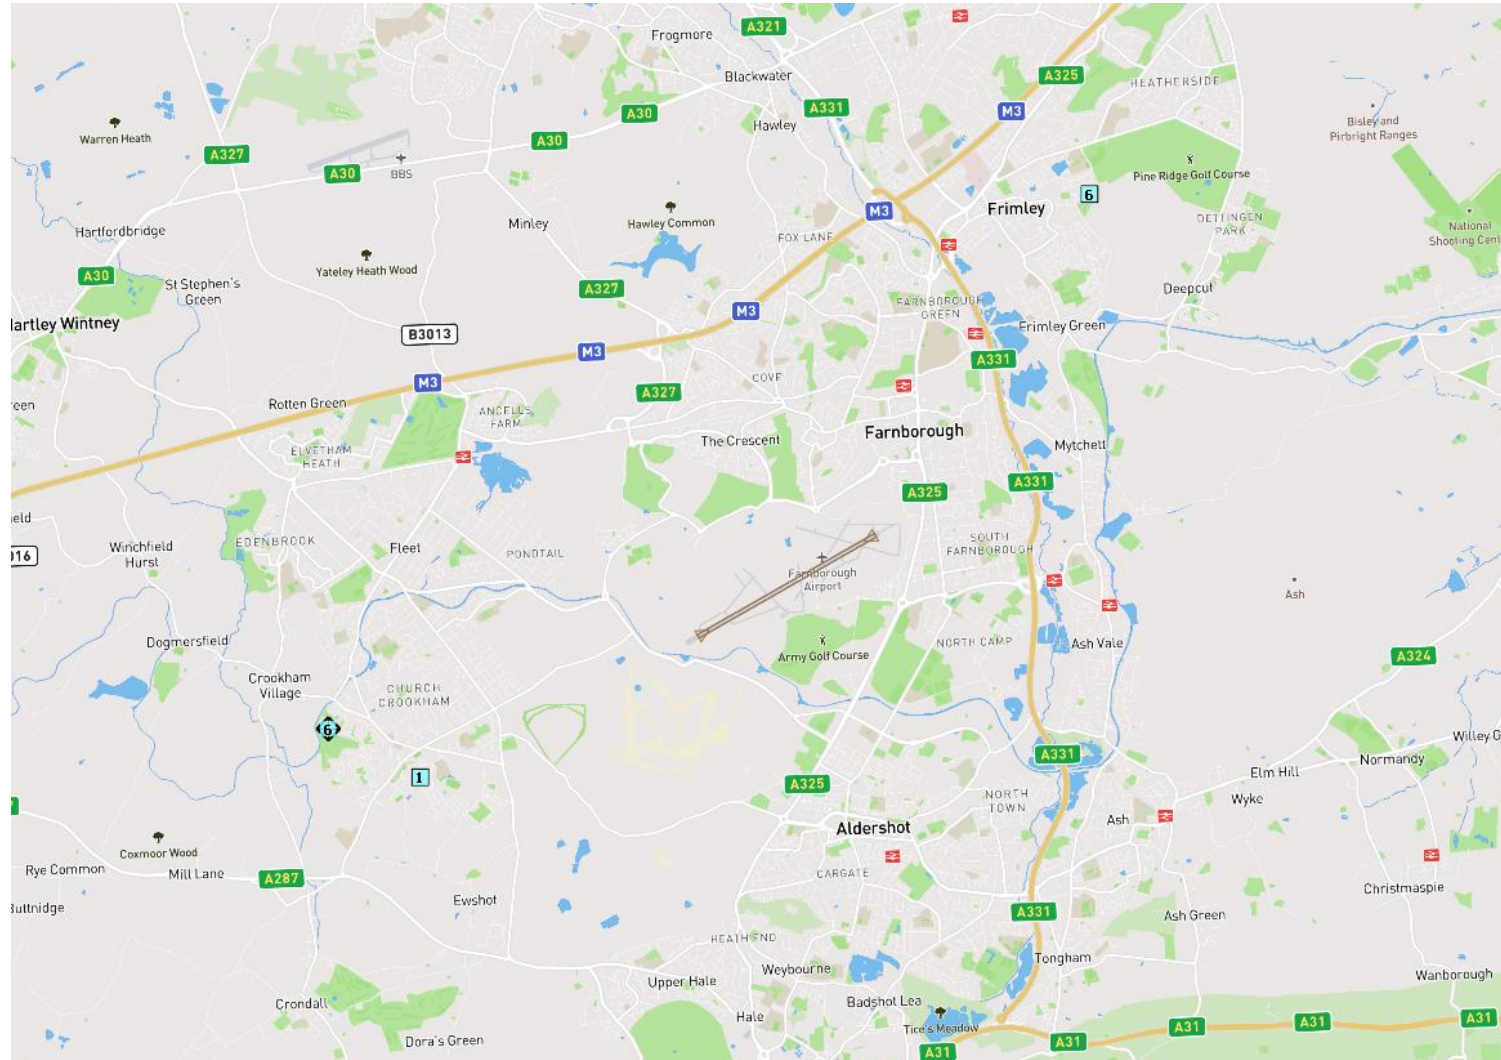 A321
Frogmore
Blackwater
A325
HEATHERSIDE
A331
M3
A30
Hawley
Bisley and
Pirbright Ranges
Warren Heath
A30
A327
A30
BBS
Pine Ridge Golf Course
6
Frimley
M3
Minley
Hawley Common
DETTINGEN
PARK
National
Hartfordbridge
FOX LANE
Yateley Heath Wood
A30
St Stephen's
Green
A327
Deepcut
FARNBOROUGH
GREEN
M3
Frimley Green
artley Wintney
B3013
M3
A331
COVE
M3
A327
Rotten Green
een
ANCELLS
FARM
The Crescent
Farnborough
Mytchett
ELVETHAM
HEATH
A331
A325
eld
EDENBROOK
Fleet
PONDTAIL
SOUTH
FARNBOROUGH
Winchfield
Hurst
016
Farnborough
Airport
Ash
Dogmersfield
NORTH CAMP
Ash Vale
Army Golf Course
A324
Crookham
Village
CHURCH
CROOKHAM
6
Willey G
A331
Normandy
1
A325
Elm Hill
NORTH
TOWN
Wyke
Ash
Aldershot
Coxmoor Wood
Rye Common
Mill Lane
A287
CARGATE
Christmaspie
Ewshot
A331
Ash Green
HEATH END
Tongham
Weybourne
Upper Hale
Wanborough
Crondall
Badshot Lea
Hale
Tice's Meadow
A31
A31
A31
Dora's Green
A31
A31